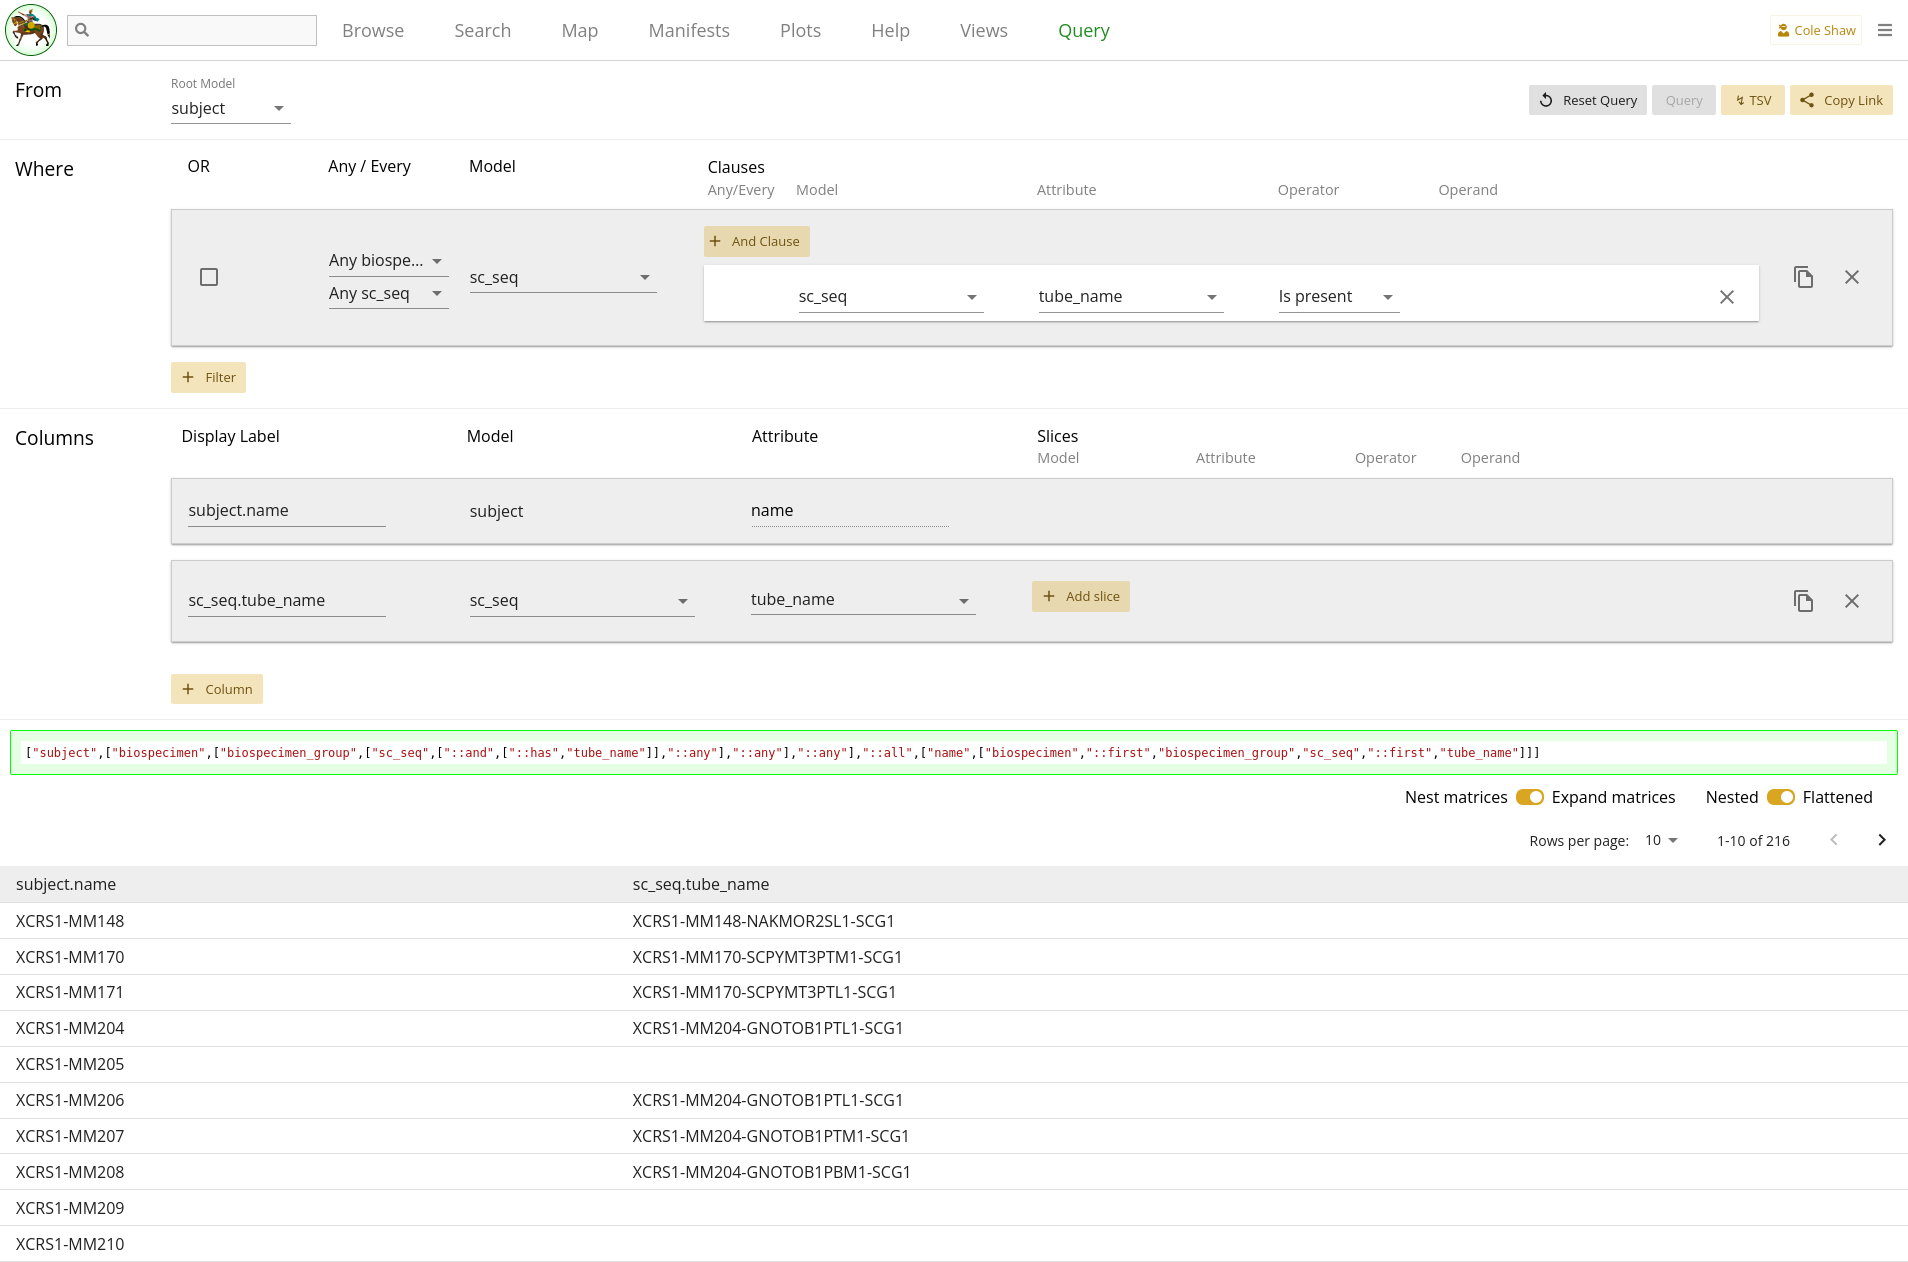 Browse Search Map Manifests Plots Help Views Query Cole Shaw
From
Root Model
subject
Reset Query Query TSV Copy Link
Where
OR Any / Every Model Clauses
Any/Every Model Attribute Operator Operand
And Clause
Any biospe...
Any sc_seq
sc_seq
sc_seq tube_name Is present
Filter
Columns
Display Label Model Attribute Slices
Model Attribute Operator Operand
subject.name subject name
sc_seq.tube_name sc_seq tube_name Add slice
Column
["subject",["biospecimen",["biospecimen_group",["sc_seq",["::and",["::has","tube_name"]],"::any"],"::any"],"::any"],"::all",["name",["biospecimen","::first","biospecimen_group","sc_seq","::first","tube_name"]]]
Nest matrices Expand matrices Nested Flattened
Rows per page: 10 1-10 of 216
subject.name sc_seq.tube_name
XCRS1-MM148 XCRS1-MM148-NAKMOR2SL1-SCG1
XCRS1-MM170 XCRS1-MM170-SCPYMT3PTM1-SCG1
XCRS1-MM171 XCRS1-MM170-SCPYMT3PTL1-SCG1
XCRS1-MM204 XCRS1-MM204-GNOTOB1PTL1-SCG1
XCRS1-MM205
XCRS1-MM206 XCRS1-MM204-GNOTOB1PTL1-SCG1
XCRS1-MM207 XCRS1-MM204-GNOTOB1PTM1-SCG1
XCRS1-MM208 XCRS1-MM204-GNOTOB1PBM1-SCG1
XCRS1-MM209
XCRS1-MM210